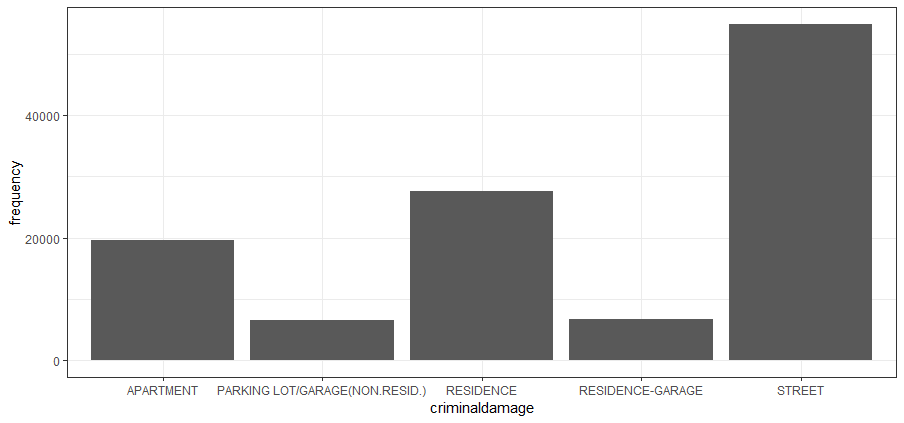 frequency
40000
20000
0
APARTMENT PARKING LOT/GARAGE(NON.RESID.) RESIDENCE RESIDENCE-GARAGE STREET
criminaldamage